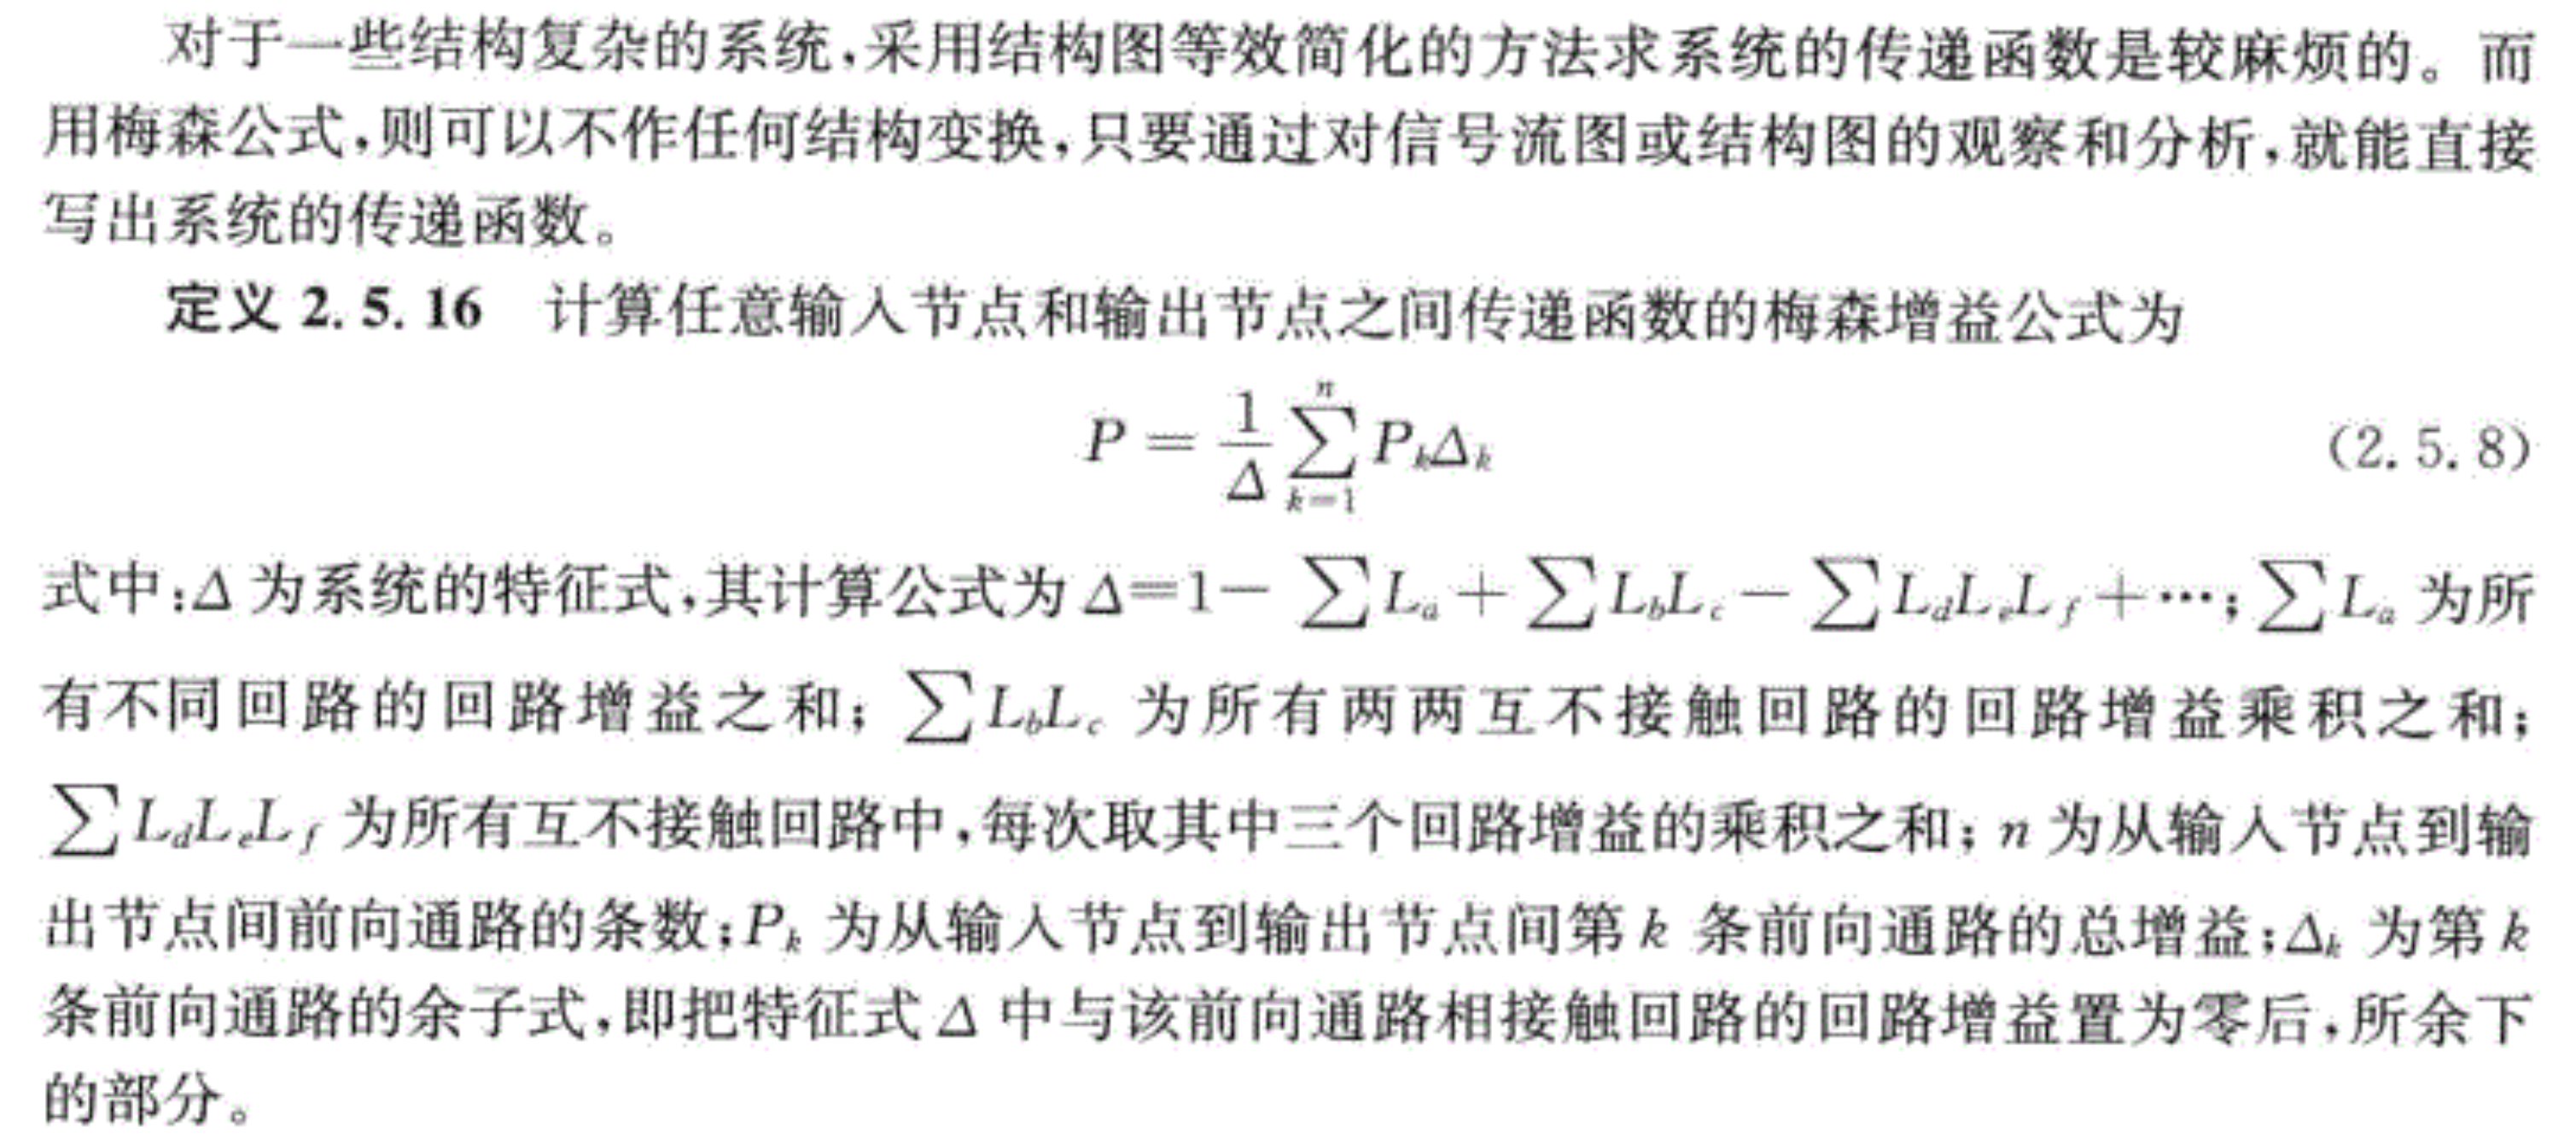 对于一些结构复杂的系统,采用结构图等效简化的方法求系统的传递函数是较麻烦的。而
用梅森公式,则可以不作任何结构变换,只要通过对信号流图或结构图的观察和分析,就能直接
写出系统的传递函数。
定义 2.5.16 计算任意输入节点和输出节点之间传递函数的梅森增益公式为
P = \frac{1}{Δ} \sum_{k=1}^{n} P_kΔ_k (2.5.8)
式中:Δ 为系统的特征式,其计算公式为 Δ=1− ∑L_a + ∑L_bL_c − ∑L_dL_eL_f +⋯; ∑L_a 为所
有不同回路的回路增益之和; ∑L_bL_c 为所有两两互不接触回路的回路增益乘积之和;
∑L_dL_eL_f 为所有互不接触回路中,每次取其中三个回路增益的乘积之和; n 为从输入节点到输
出节点间前向通路的条数;P_k 为从输入节点到输出节点间第 k 条前向通路的总增益;Δ_k 为第 k
条前向通路的余子式,即把特征式 Δ 中与该前向通路相接触回路的回路增益置为零后,所余下
的部分。